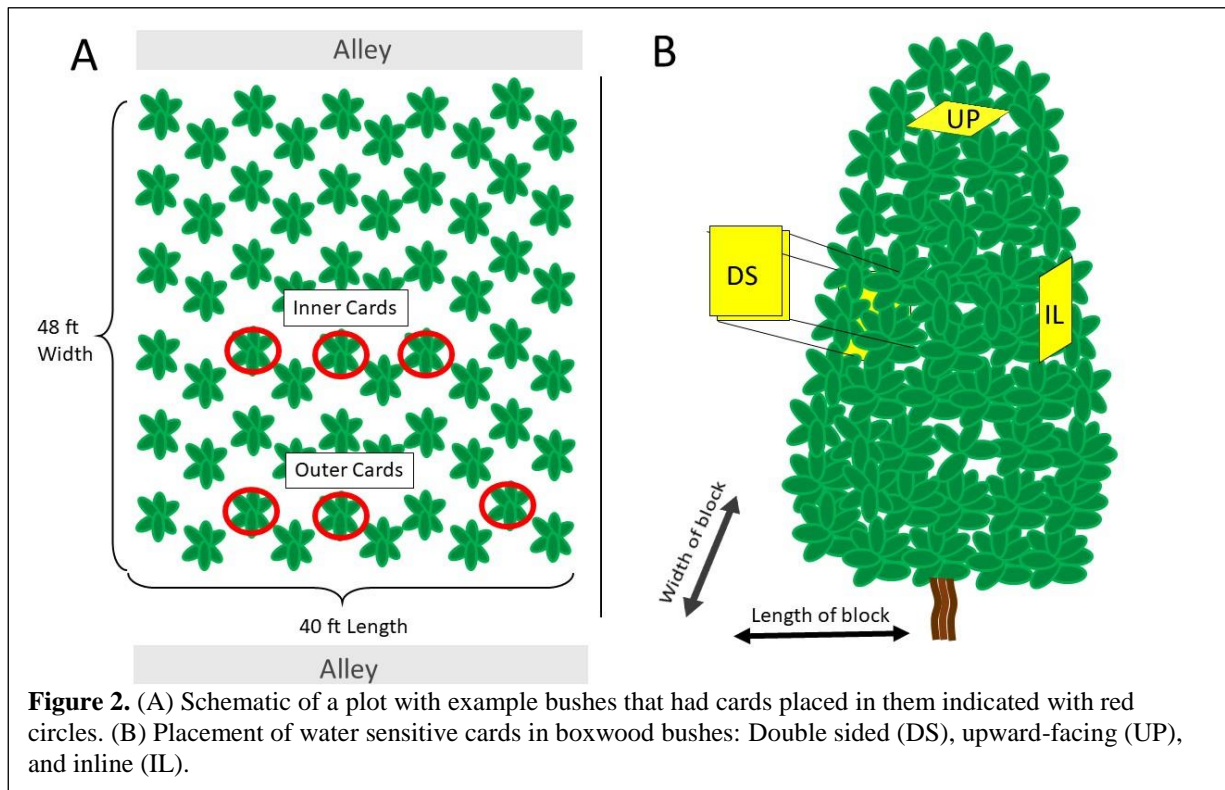 A
Alley
48 ft
Width
Inner Cards
Outer Cards
40 ft Length
Alley
B
UP
DS
IL
Width of block
Length of block
Figure 2. (A) Schematic of a plot with example bushes that had cards placed in them indicated with red
circles. (B) Placement of water sensitive cards in boxwood bushes: Double sided (DS), upward-facing (UP),
and inline (IL).